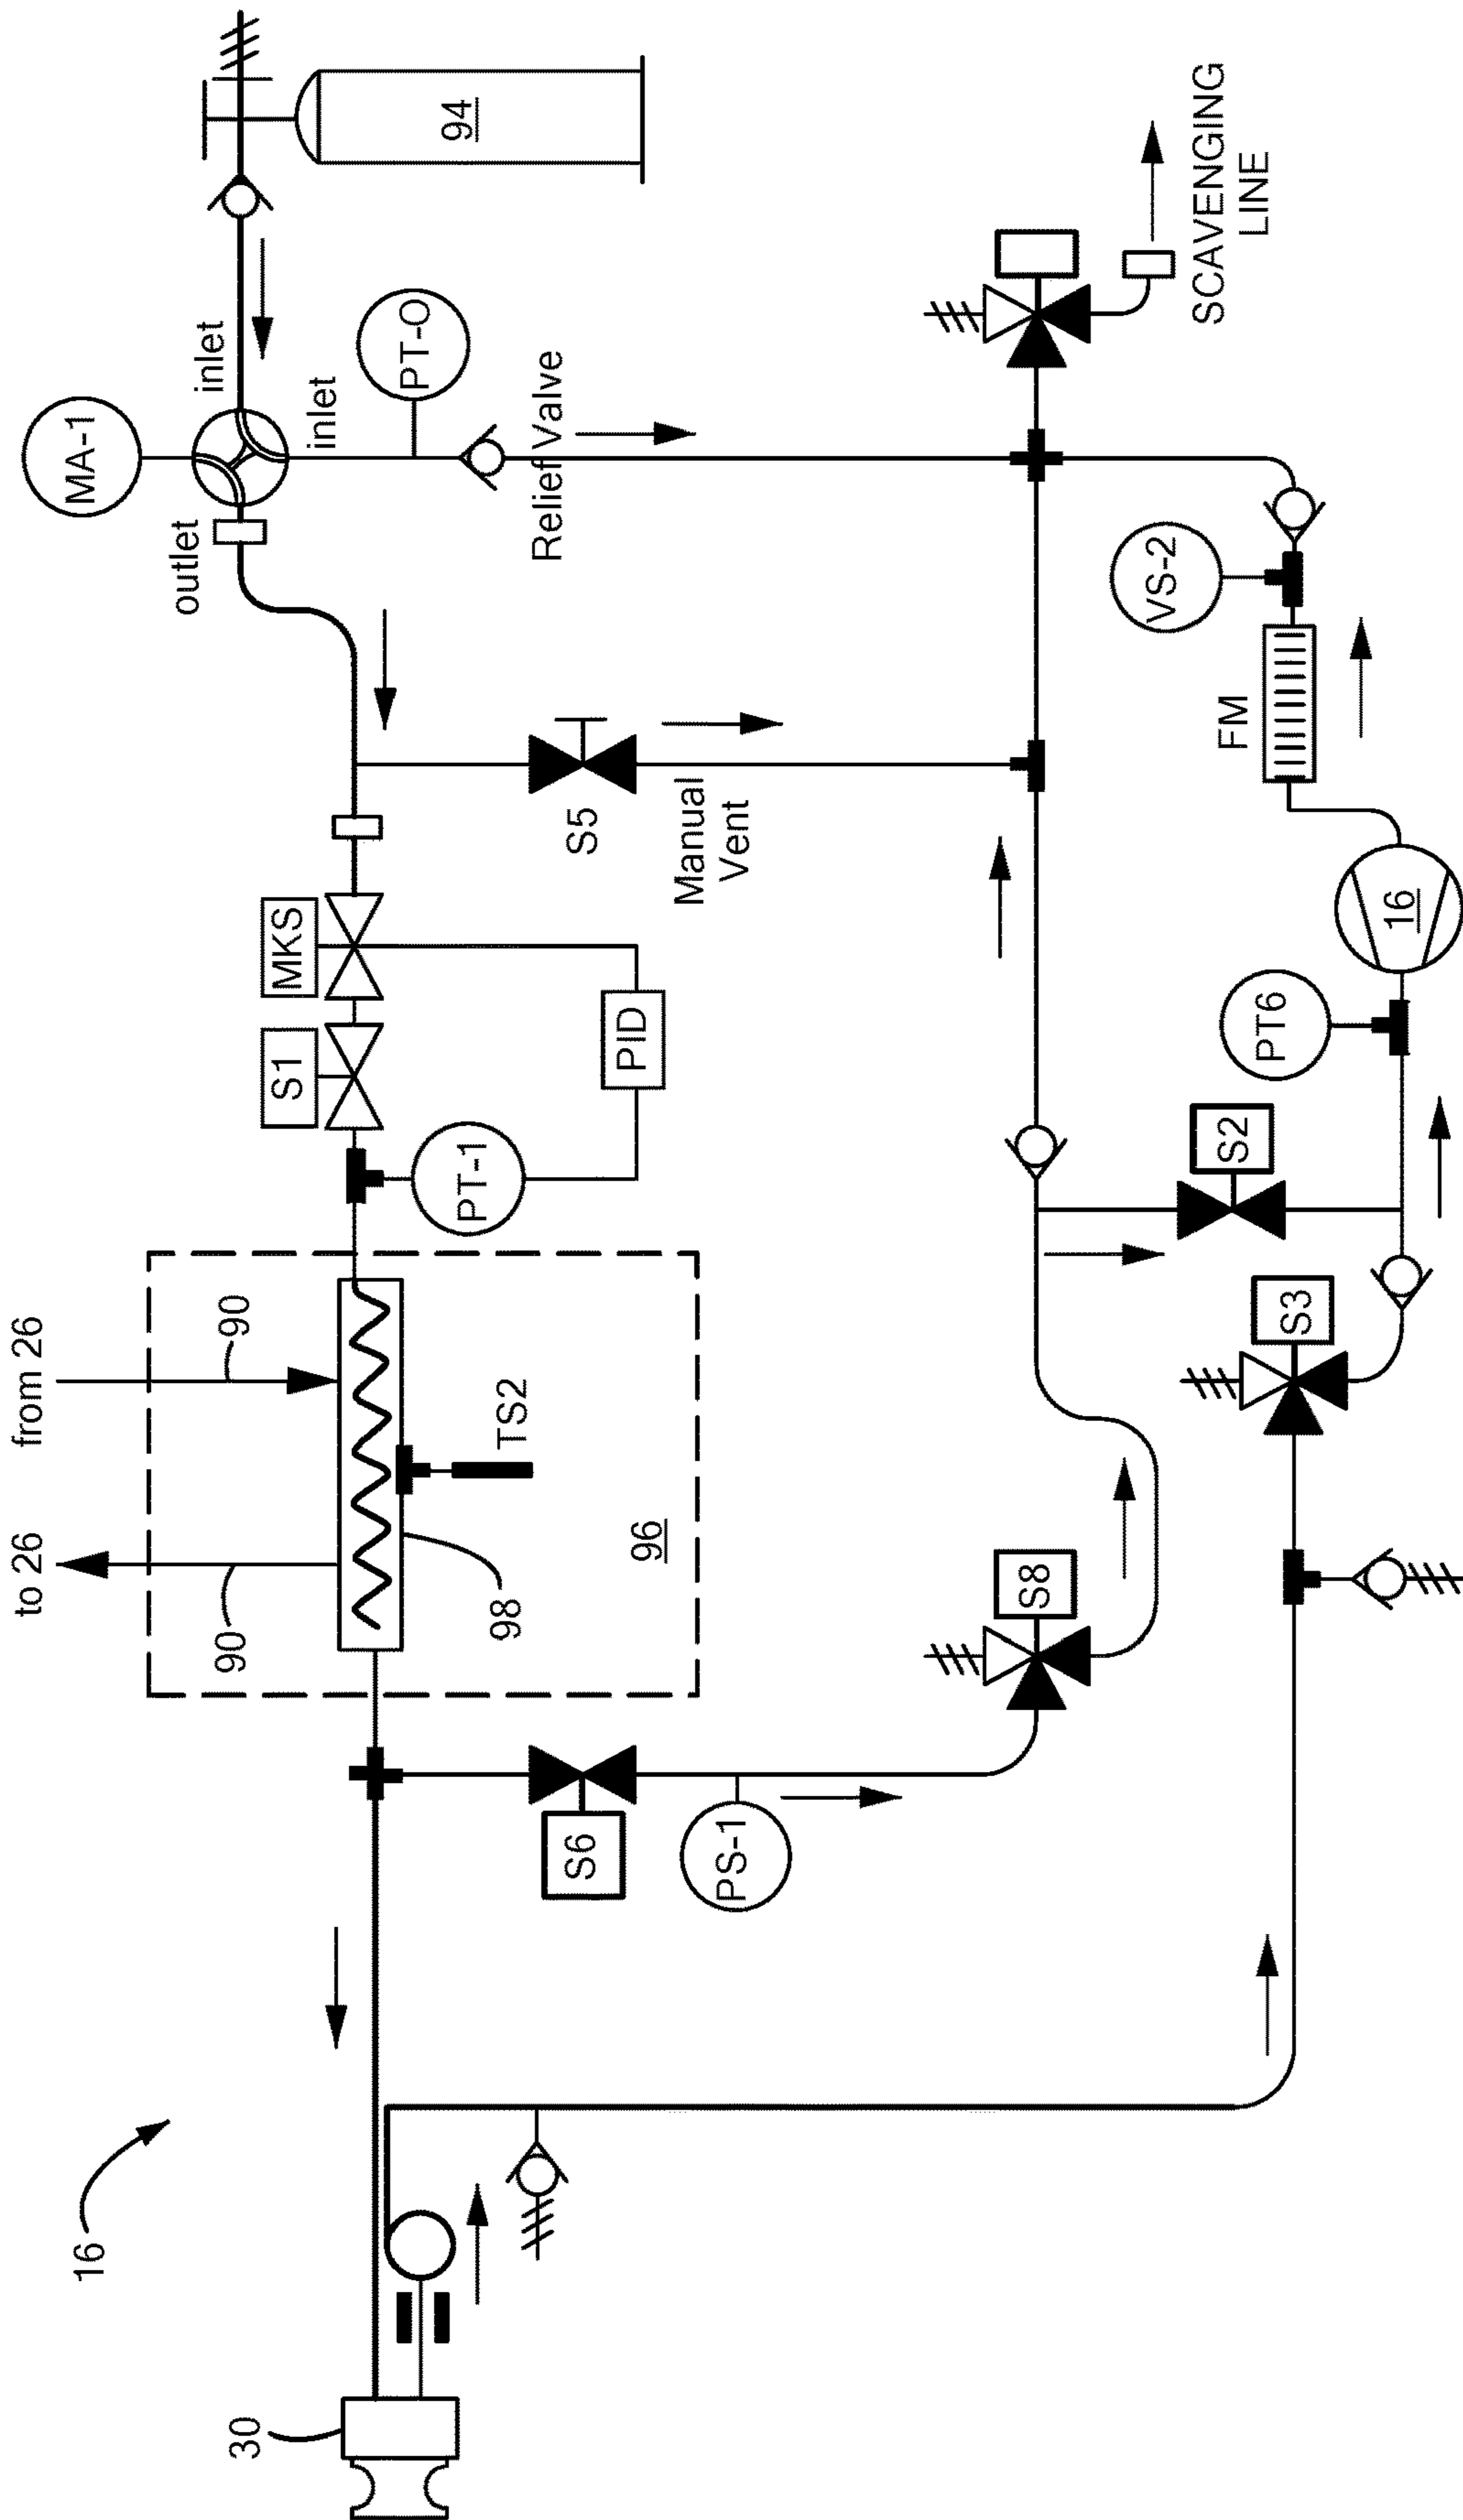 16
30
to 26
from 26
90
90
98
TS2
96
S1
MKS
PT-1
PID
outlet
inlet
inlet
MA-1
PT-O
94
Relief Valve
S5
Manual
Vent
S6
PS-1
S8
S2
S3
PT6
16
FM
VS-2
SCAVENGING
LINE